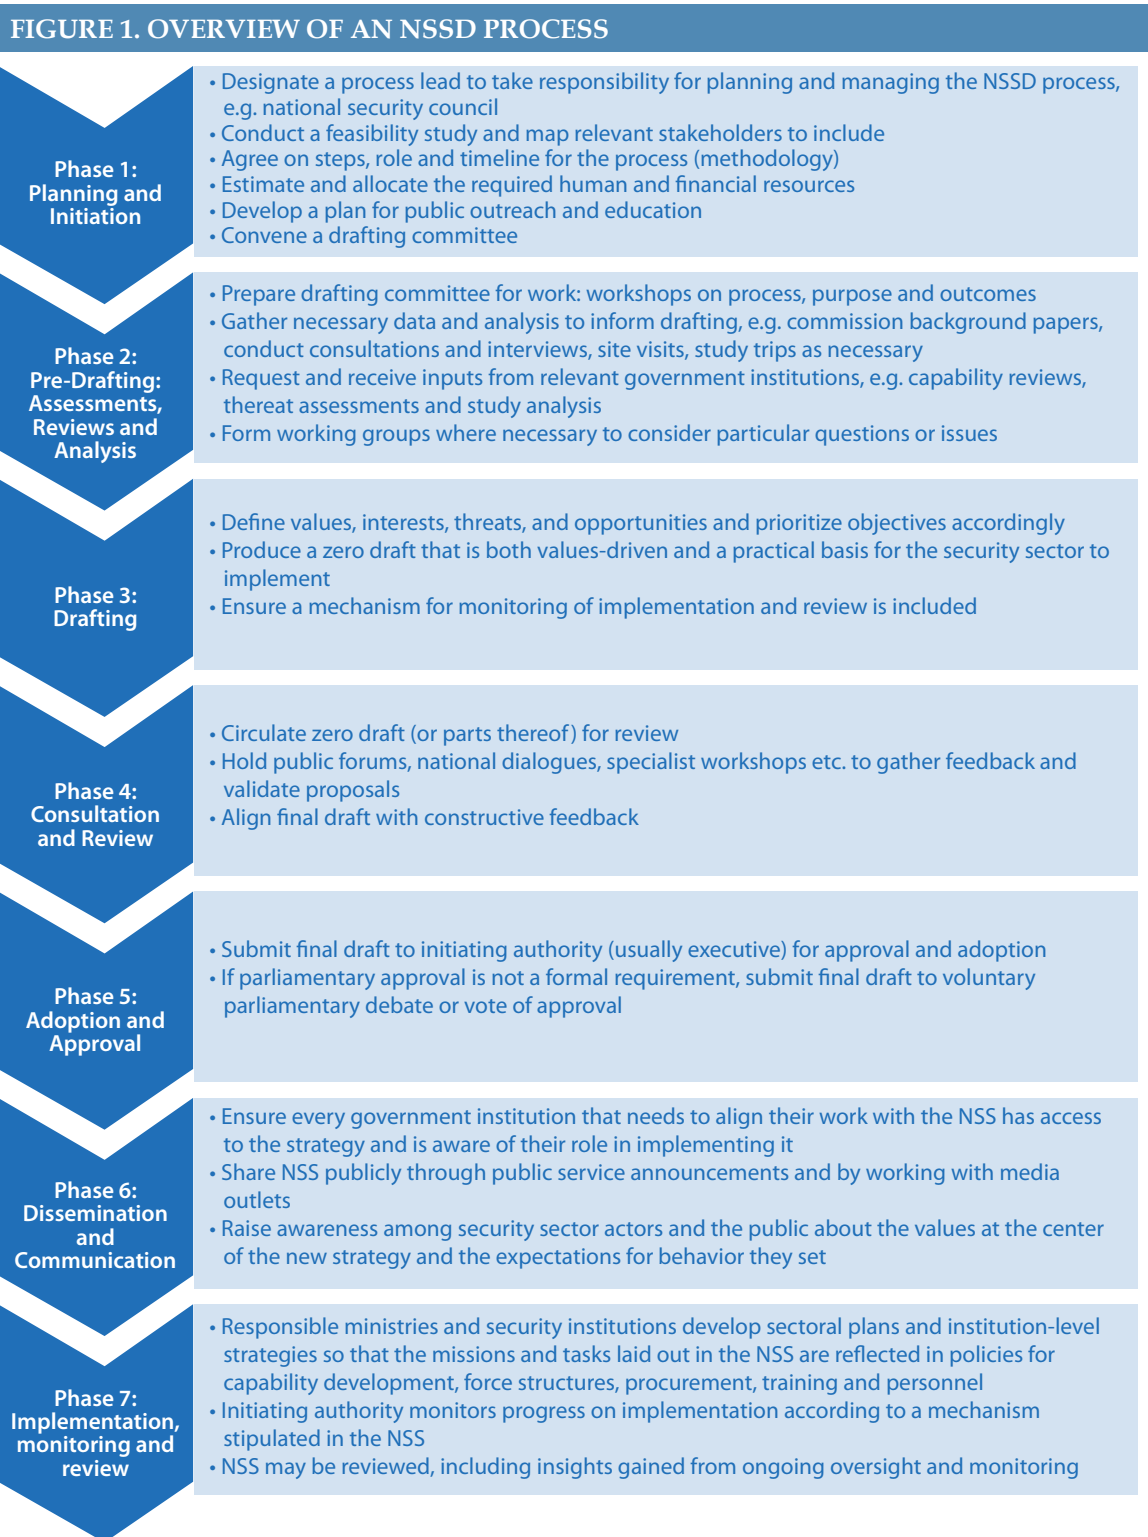 FIGURE 1. OVERVIEW OF AN NSSD PROCESS
Phase 1:
Planning and
Initiation
• Designate a process lead to take responsibility for planning and managing the NSSD process,
e.g. national security council
• Conduct a feasibility study and map relevant stakeholders to include
• Agree on steps, role and timeline for the process (methodology)
• Estimate and allocate the required human and financial resources
• Develop a plan for public outreach and education
• Convene a drafting committee
Phase 2:
Pre-Drafting:
Assessments,
Reviews and
Analysis
• Prepare drafting committee for work: workshops on process, purpose and outcomes
• Gather necessary data and analysis to inform drafting, e.g. commission background papers,
conduct consultations and interviews, site visits, study trips as necessary
• Request and receive inputs from relevant government institutions, e.g. capability reviews,
thereat assessments and study analysis
• Form working groups where necessary to consider particular questions or issues
Phase 3:
Drafting
• Define values, interests, threats, and opportunities and prioritize objectives accordingly
• Produce a zero draft that is both values-driven and a practical basis for the security sector to
implement
• Ensure a mechanism for monitoring of implementation and review is included
Phase 4:
Consultation
and Review
• Circulate zero draft (or parts thereof) for review
• Hold public forums, national dialogues, specialist workshops etc. to gather feedback and
validate proposals
• Align final draft with constructive feedback
Phase 5:
Adoption and
Approval
• Submit final draft to initiating authority (usually executive) for approval and adoption
• If parliamentary approval is not a formal requirement, submit final draft to voluntary
parliamentary debate or vote of approval
Phase 6:
Dissemination
and
Communication
• Ensure every government institution that needs to align their work with the NSS has access
to the strategy and is aware of their role in implementing it
• Share NSS publicly through public service announcements and by working with media
outlets
• Raise awareness among security sector actors and the public about the values at the center
of the new strategy and the expectations for behavior they set
Phase 7:
Implementation,
monitoring and
review
• Responsible ministries and security institutions develop sectoral plans and institution-level
strategies so that the missions and tasks laid out in the NSS are reflected in policies for
capability development, force structures, procurement, training and personnel
• Initiating authority monitors progress on implementation according to a mechanism
stipulated in the NSS
• NSS may be reviewed, including insights gained from ongoing oversight and monitoring